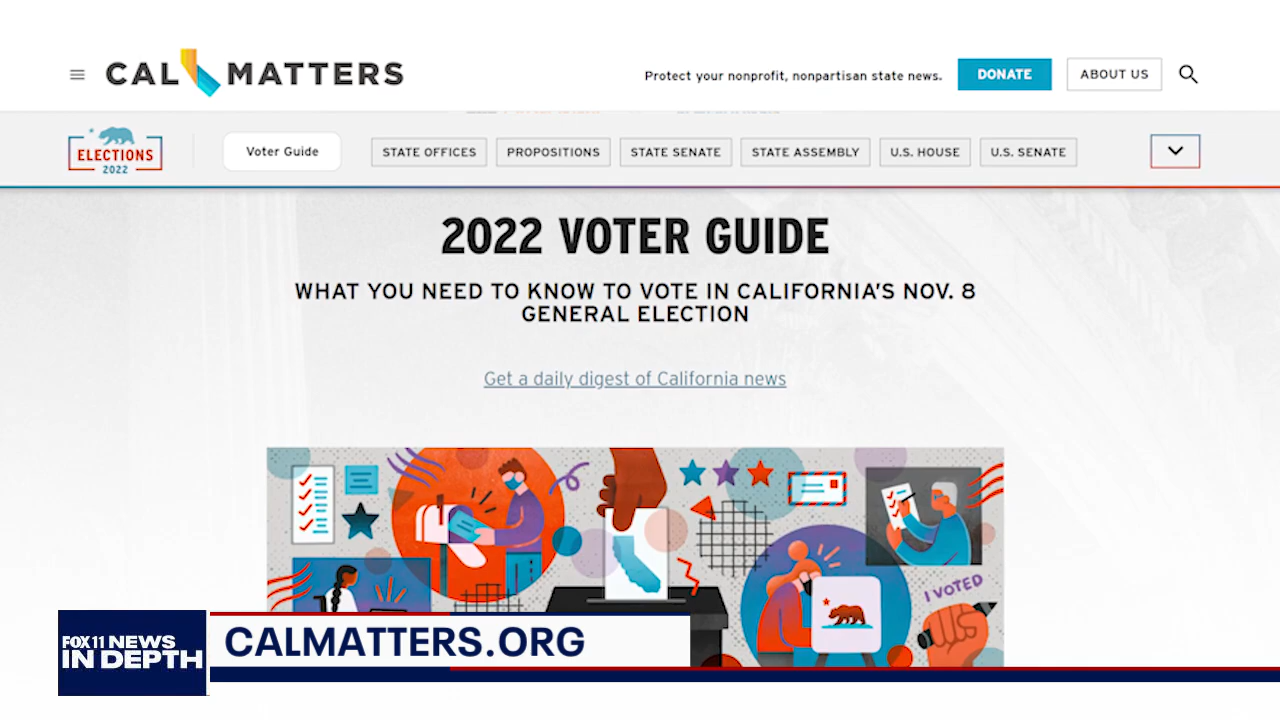 CAL MATTERS
Protect your nonprofit, nonpartisan state news.
DONATE
ABOUT US
ELECTIONS
2022
Voter Guide
STATE OFFICES
PROPOSITIONS
STATE SENATE
STATE ASSEMBLY
U.S. HOUSE
U.S. SENATE
2022 VOTER GUIDE
WHAT YOU NEED TO KNOW TO VOTE IN CALIFORNIA'S NOV. 8
GENERAL ELECTION
Get a daily digest of California news
I VOTED
FOX 11 NEWS
IN DEPTH
CALMATTERS.ORG